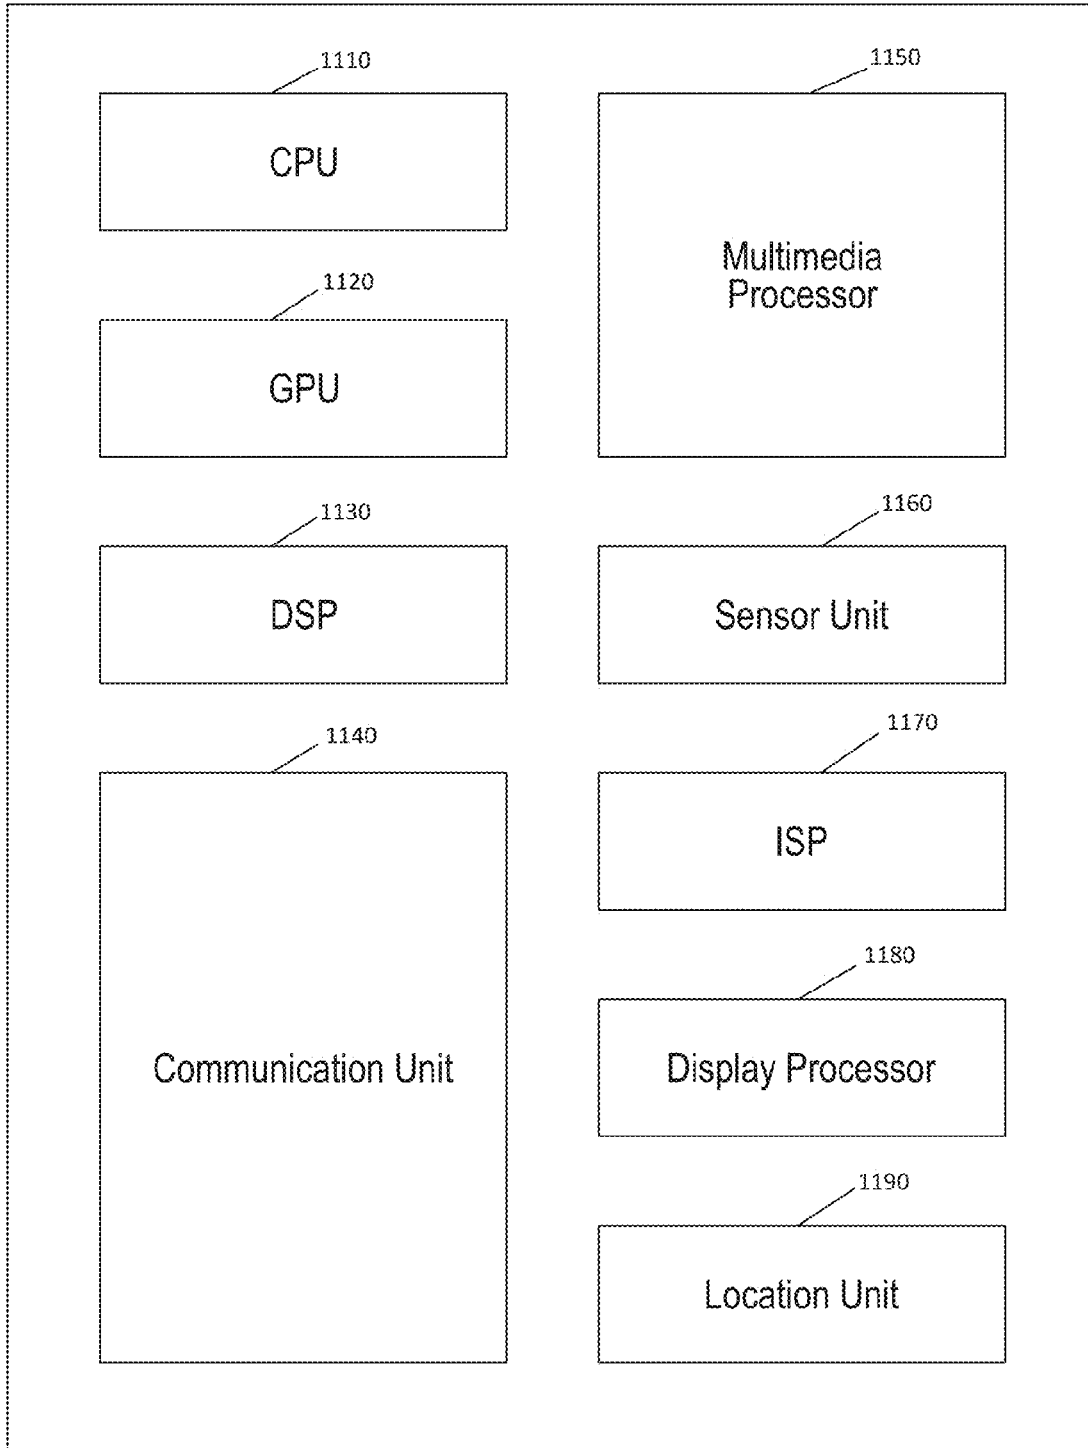 1110
CPU
1120
GPU
1130
DSP
1140
Communication Unit
1150
Multimedia
Processor
1160
Sensor Unit
1170
ISP
1180
Display Processor
1190
Location Unit